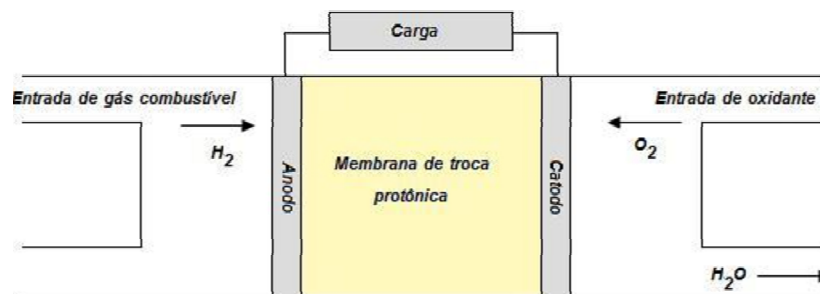 Carga
Entrada de gás combustível
Entrada de oxidante
H2
O2
Anodo
Membrana de troca
protônica
Catodo
H2O